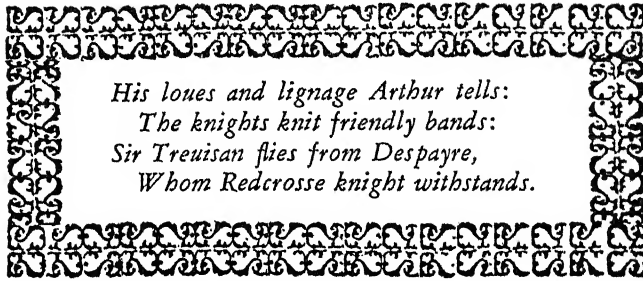 His loues and lignage Arthur tells:
The knights knit friendly bands:
Sir Treuisan flies from Despayre,
Whom Redcrosse knight withstands.